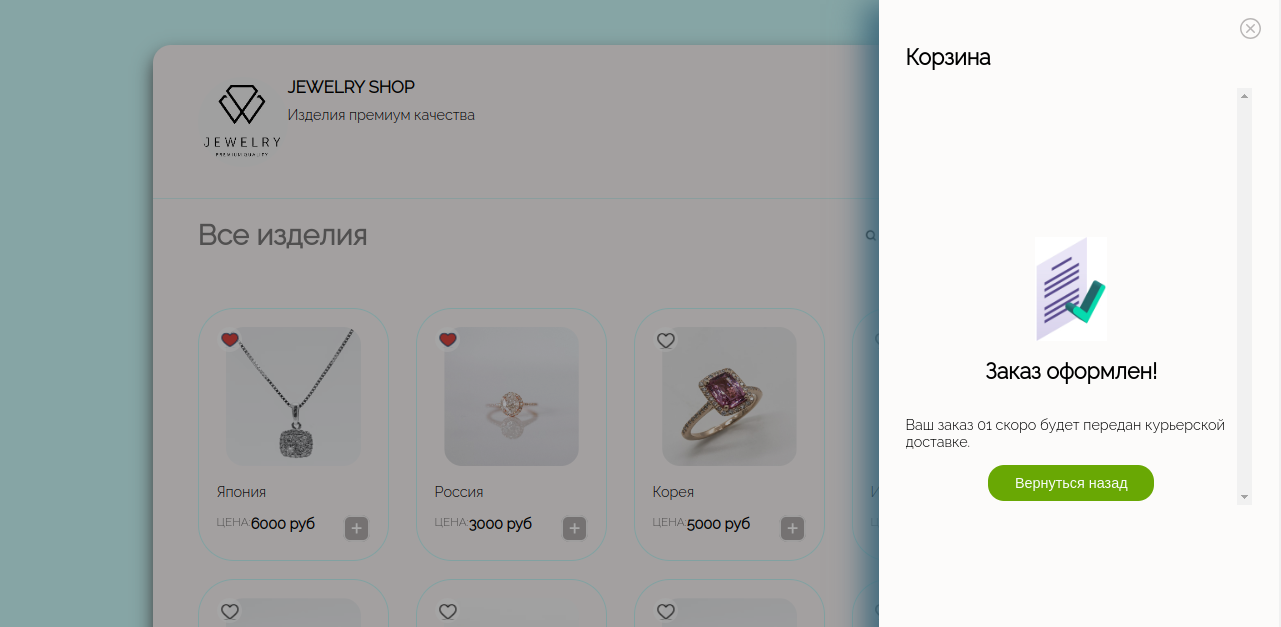 JEWELRY SHOP
Изделия премиум качества
JEWELRY
PREMIUM QUALITY
Все изделия
Япония
ЦЕНА:6000 руб
+
Россия
ЦЕНА:3000 руб
+
Корея
ЦЕНА:5000 руб
+
Корзина
Заказ оформлен!
Ваш заказ 01 скоро будет передан курьерской
доставке.
Вернуться назад